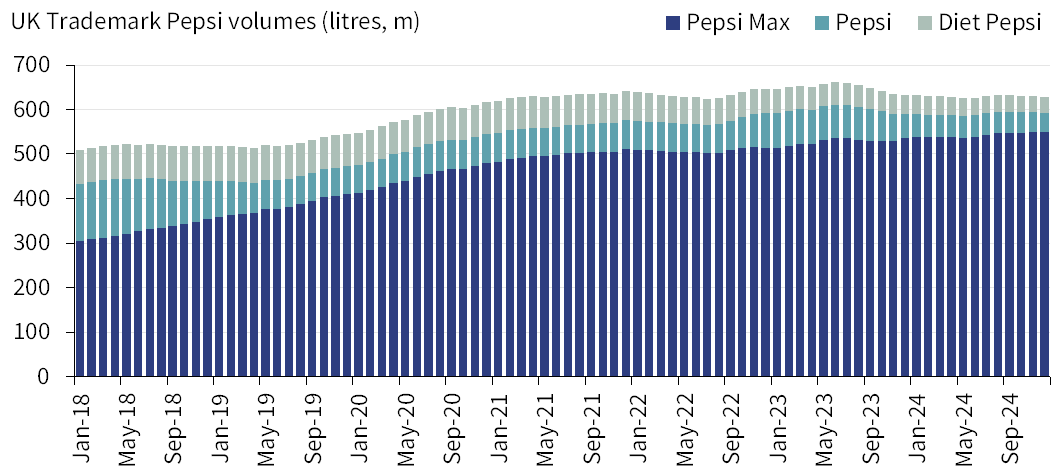 UK Trademark Pepsi volumes (litres, m)
Pepsi Max
Pepsi
Diet Pepsi
700
600
500
400
300
200
100
0
Jan-18
May-18
Sep-18
Jan-19
May-19
Sep-19
Jan-20
May-20
Sep-20
Jan-21
May-21
Sep-21
Jan-22
May-22
Sep-22
Jan-23
May-23
Sep-23
Jan-24
May-24
Sep-24